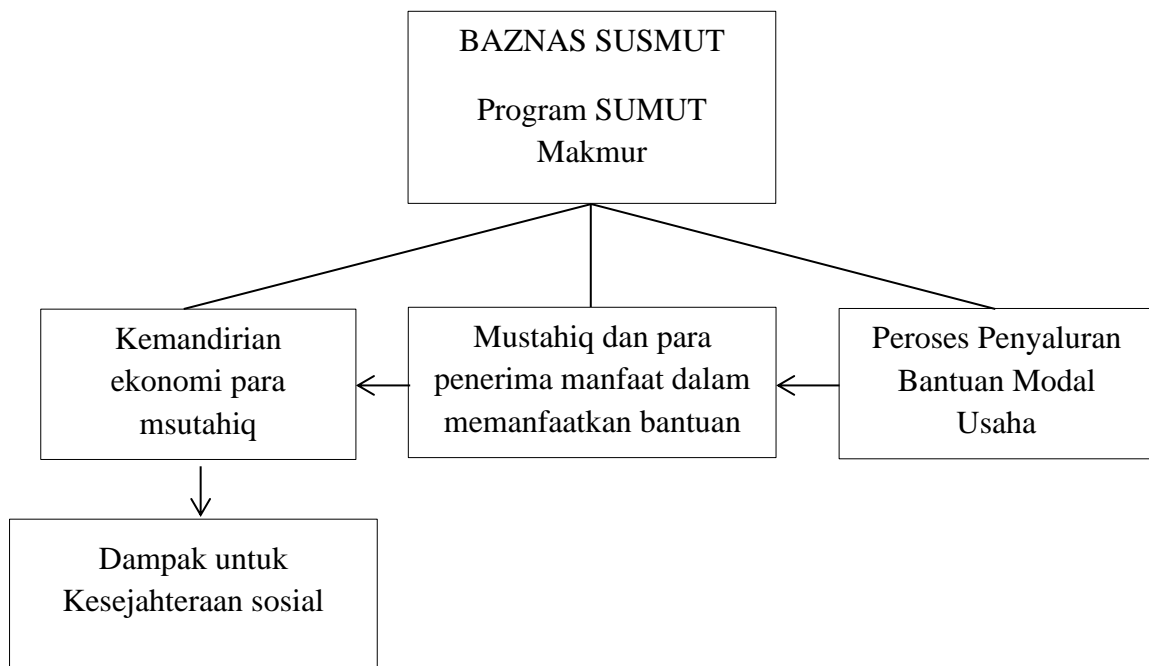 BAZNAS SUSMUT
Program SUMUT
Makmur
Kemandirian
ekonomi para
msutahiq
Mustahiq dan para
penerima manfaat dalam
memanfaatkan bantuan
Peroses Penyaluran
Bantuan Modal
Usaha
Dampak untuk
Kesejahteraan sosial